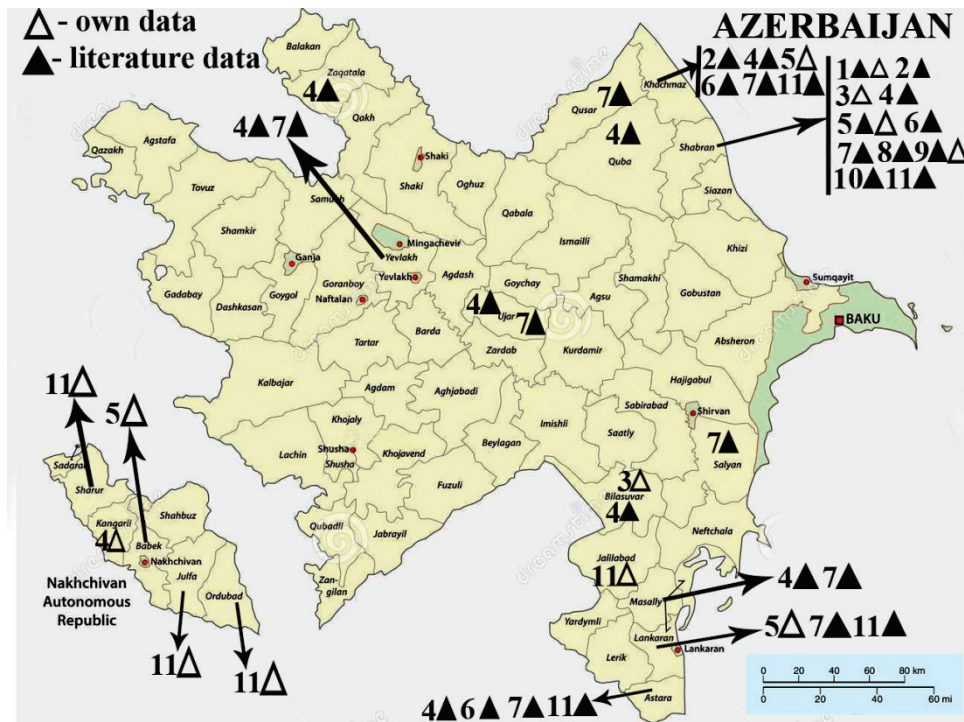 △- own data
▲- literature data
AZERBAIJAN
2▲ 4▲ 5△
6▲ 7▲ 11▲
1▲△ 2▲
3△ 4▲
5▲△ 6▲
7▲ 8▲ 9▲△
10▲ 11▲
Balakan
Zaqatala
4▲
Qakh
4▲ 7▲
Khachmaz
Qusar
7▲
4▲
Quba
Shabran
Siazan
Agstafa
Qazakh
Tovuz
Shaki
Shaki
Oghuz
Samukh
Qabala
Shamkir
Ismailli
Khizi
Mingachevir
Yevlakh
Ganja
Yevlakh
Agdash
Goychay
Shamakhi
Sumqayit
Gadabay
Dashkasan
Goygol
Goranboy
Naftalan
4▲
Ujar
7▲
Agsu
Gobustan
BAKU
Barda
Tartar
Zardab
Kurdamir
Absheron
Kalbajar
Agdam
Aghjabadi
Hajigabul
Sabirabad
Shirvan
11△
5△
Khojaly
Imishli
Saatly
Lachin
Shusha
Shusha
Khojavend
Beylagan
7▲
Salyan
Sadarak
Sharur
Fuzuli
3△
Bilasuvar
4▲
Kangarli
4△
Shahbuz
Babek
Qubadli
Jabrayil
Neftchala
Nakhchivan
Julfa
Jalilabad
11△
Nakhchivan
Autonomous
Republic
Ordubad
Zan-
gilan
Masally
4▲ 7▲
Yardymli
Lankaran
5△ 7▲ 11▲
Lankaran
Lerik
11△
11△
4▲ 6▲ 7▲ 11▲
Astara
0 20 40 60 80 km
0 20 40 60 mi
dreamstime